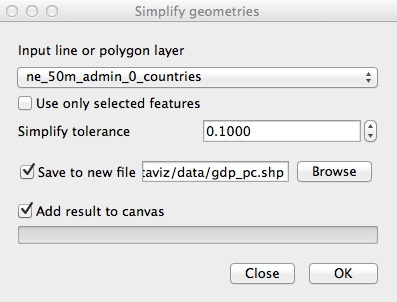 Simplify geometries
Input line or polygon layer
ne_50m_admin_0_countries
Use only selected features
Simplify tolerance 0.1000
Save to new file :aviz/data/gdp_pc.shp Browse
Add result to canvas
Close OK